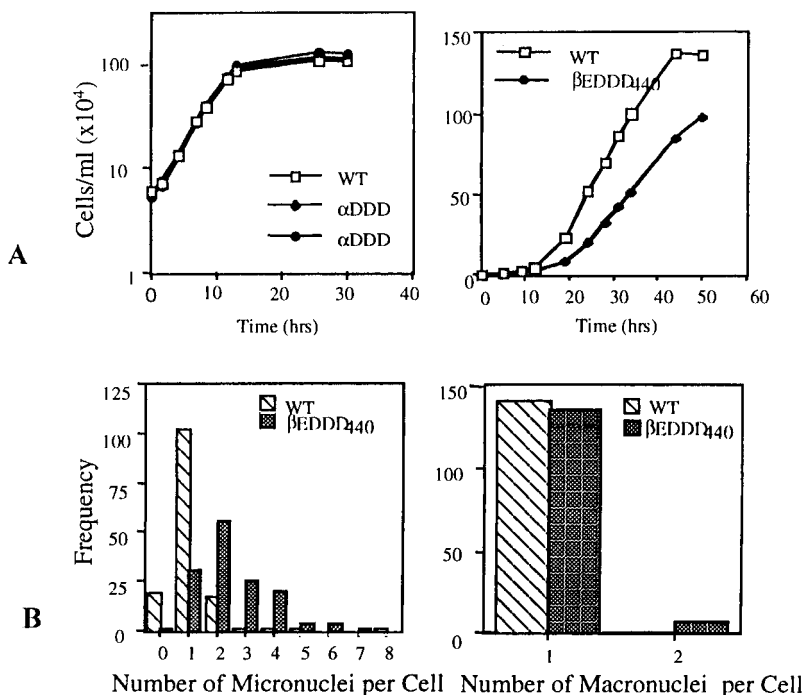 A
Cells/ml (x10⁴)
100
10
1
WT
αDDD
αDDD
0 10 20 30 40
Time (hrs)
150
100
50
0
WT
βEDDD440
0 10 20 30 40 50 60
Time (hrs)
B
Frequency
125
100
75
50
25
0
WT
βEDDD440
0 1 2 3 4 5 6 7 8
Number of Micronuclei per Cell
150
100
50
0
WT
βEDDD440
1 2
Number of Macronuclei per Cell